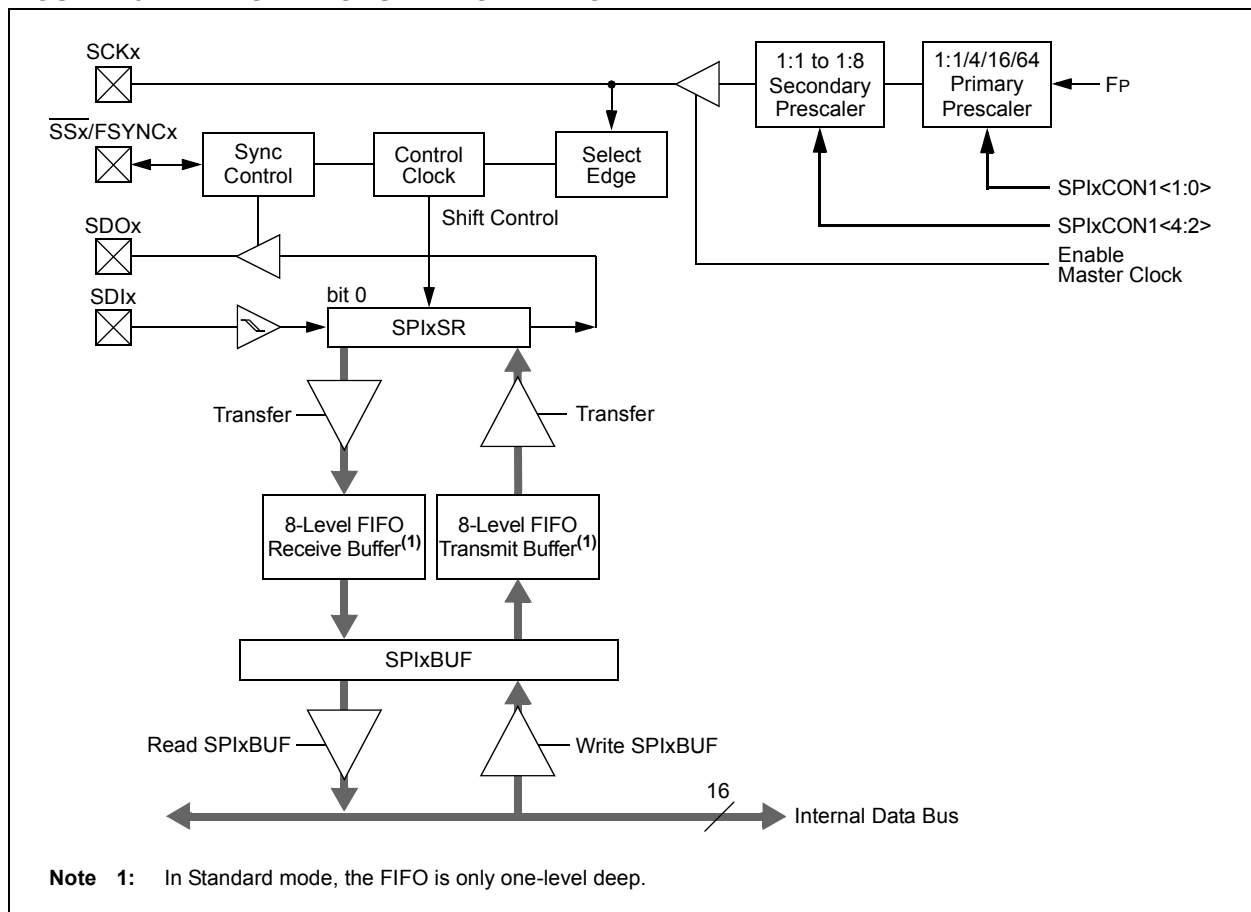 SCKx
SSx/FSYNCx
SDOx
SDIx
Sync
Control
Control
Clock
Select
Edge
1:1 to 1:8
Secondary
Prescaler
1:1/4/16/64
Primary
Prescaler
FP
SPIxCON1<1:0>
SPIxCON1<4:2>
Enable
Master Clock
Shift Control
bit 0
SPIxSR
Transfer
Transfer
8-Level FIFO
Receive Buffer(1)
8-Level FIFO
Transmit Buffer(1)
SPIxBUF
Read SPIxBUF
Write SPIxBUF
16
Internal Data Bus
Note 1: In Standard mode, the FIFO is only one-level deep.